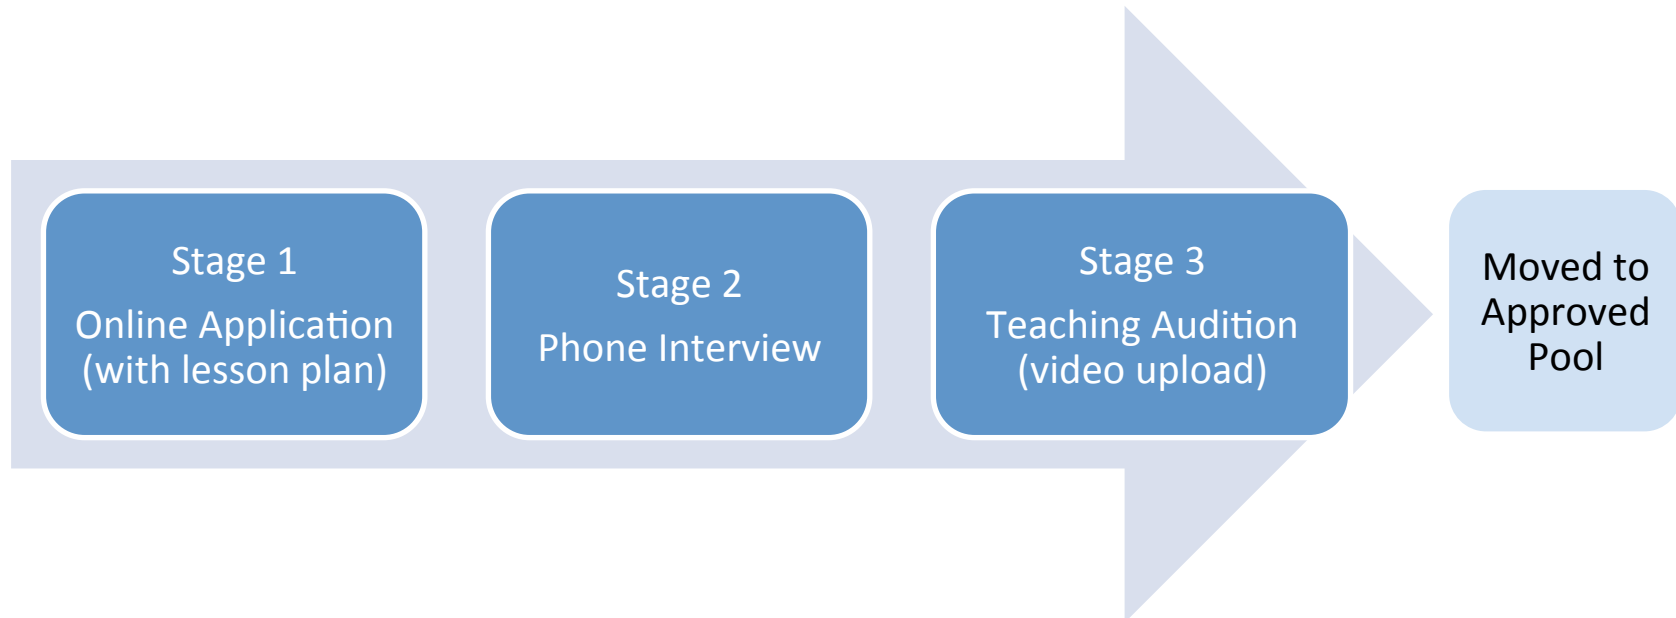 Stage 1
Online Application
(with lesson plan)
Stage 2
Phone Interview
Stage 3
Teaching Audition
(video upload)
Moved to
Approved
Pool